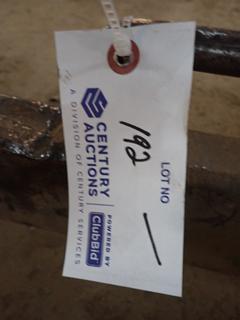 LOT NO
192
CENTURY
AUCTIONS
A DIVISION OF CENTURY SERVICES
POWERED BY
ClubBid